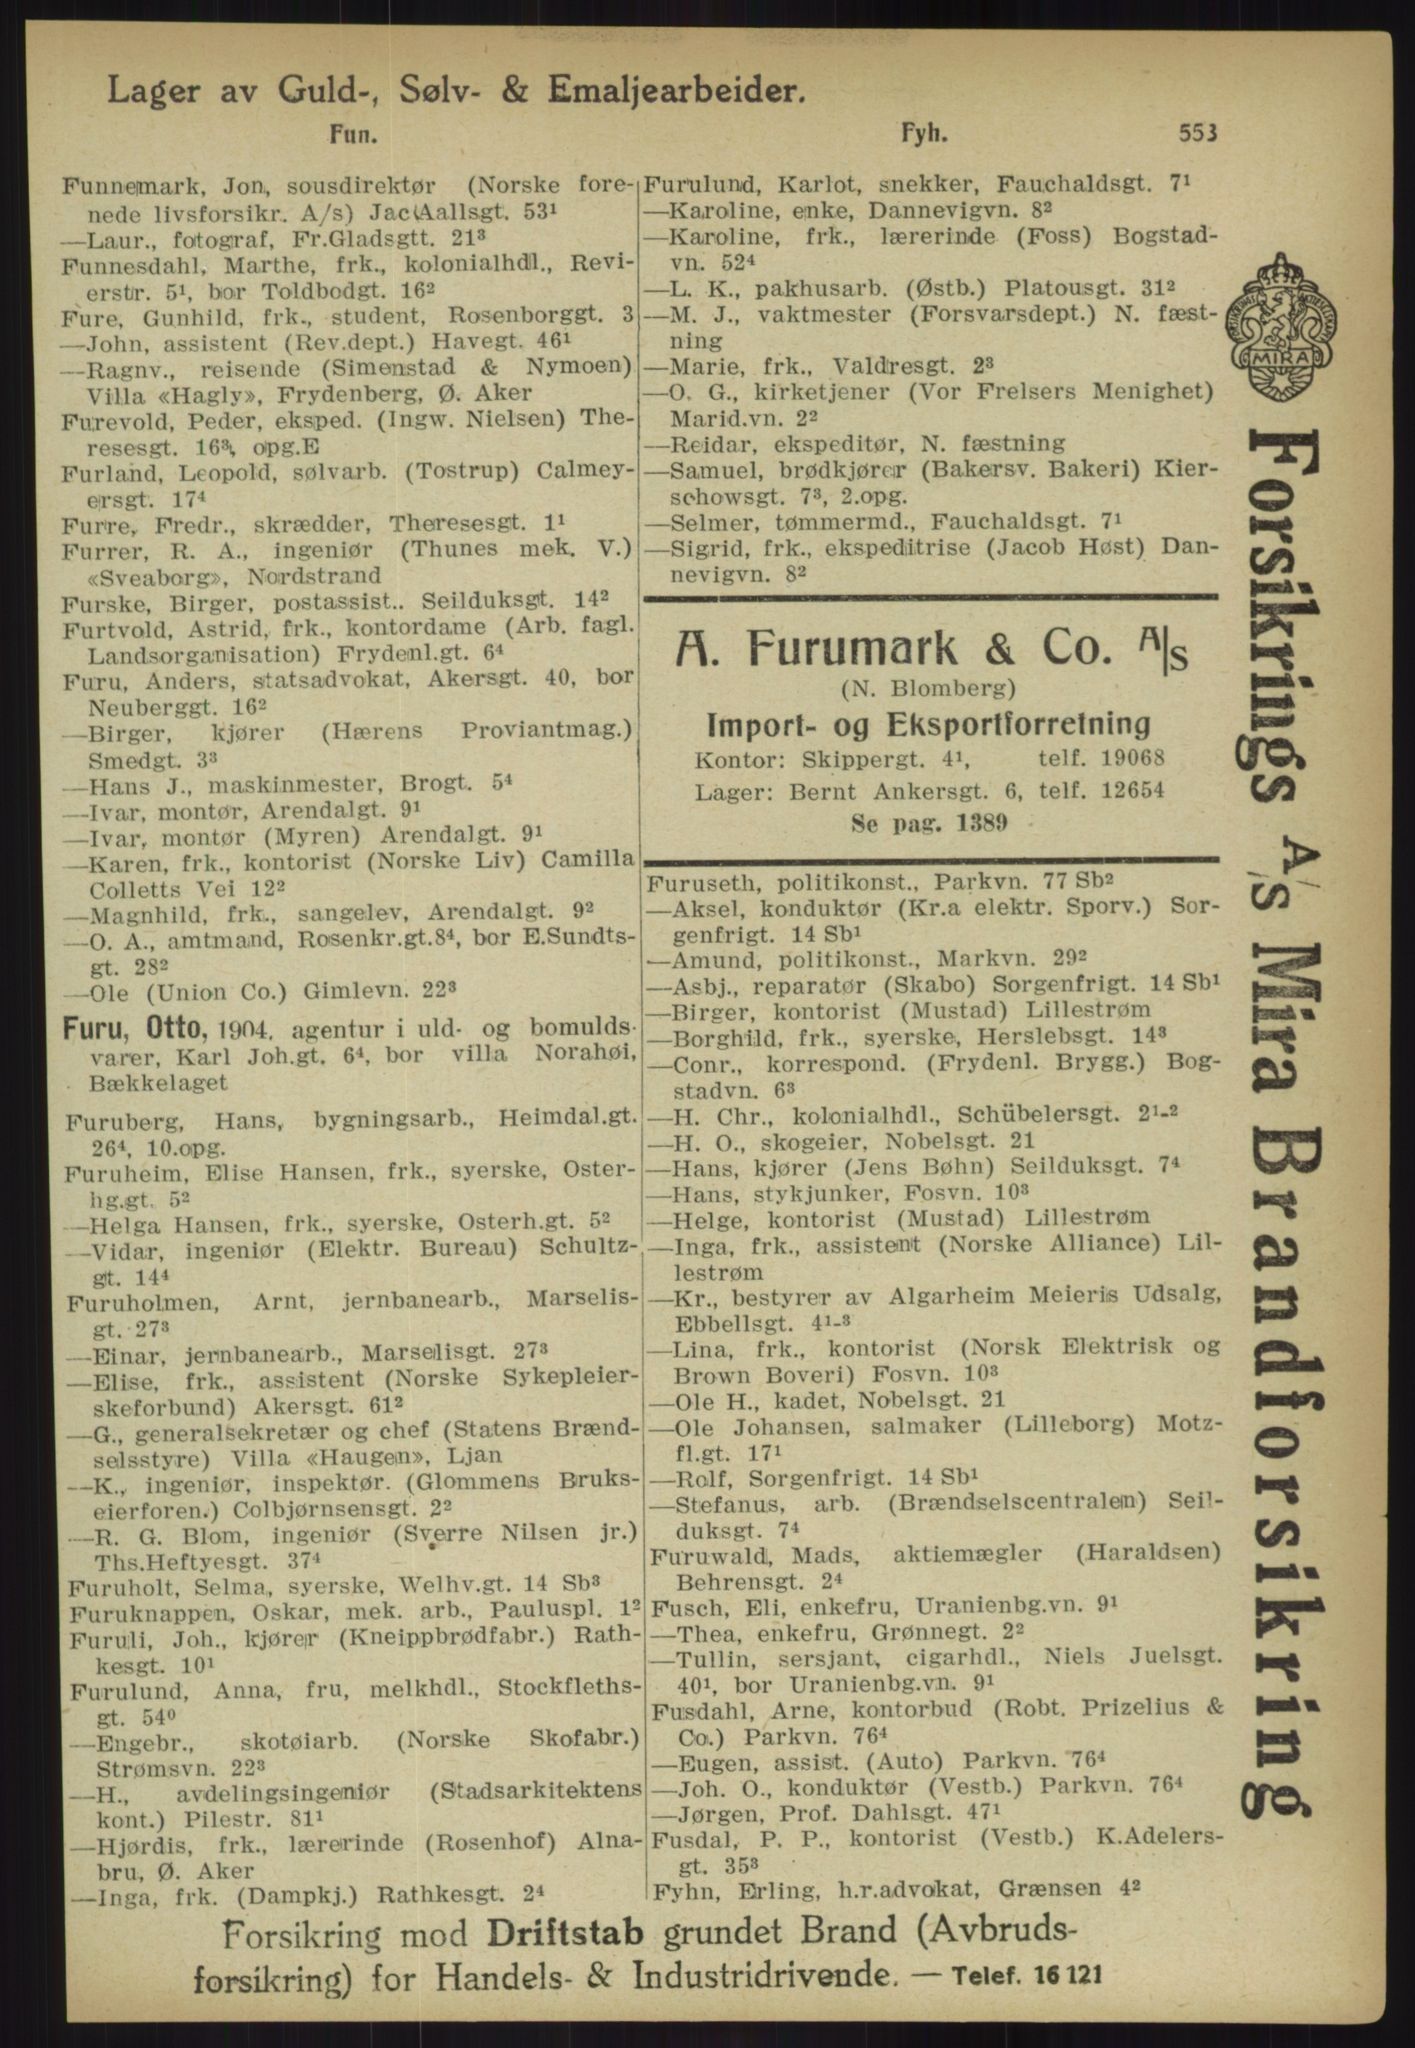 Lager av Guld-, Sølv- & Emaljearbeider.
Fun.
Fyh.
553
Funnemark, Jon, sousdirektør (Norske fore-
nede livsforsikr. A/s) Jac.Aallsgt. 53¹
—Laur., fotograf, Fr.Gladsgtt. 21³
Funnesdahl, Marthe, frk., kolonialhdl., Revi-
erstr. 5¹, bor Toldbodgt. 16²
Fure, Gunhild, frk., student, Rosenborggt. 3
—John, assistent (Rev.dept.) Havegt. 46¹
—Ragnv., reisende (Simenstad & Nymoen)
Villa «Hagly», Frydenberg, Ø. Aker
Furevold, Peder, eksped. (Ingw. Nielsen) The-
resesgt. 16³, opg.E
Furland, Leopold, sølvarb. (Tostrup) Calmey-
ersgt. 17⁴
Furre, Fredr., skrædder, Theresesgt. 1¹
Furrer, R. A., ingeniør (Thunes mek. V.)
«Sveaborg», Nordstrand
Furske, Birger, postassist.. Seilduksgt. 14²
Furtvold, Astrid, frk., kontordame (Arb. fagl.
Landsorganisation) Frydenl.gt. 6⁴
Furu, Anders, statsadvokat, Akersgt. 40, bor
Neuberggt. 16²
—Birger, kjører (Hærens Proviantmag.)
Smedgt. 3³
—Hans J., maskinmester, Brogt. 5⁴
—Ivar, montør, Arendalgt. 9¹
—Ivar, montør (Myren) Arendalgt. 9¹
—Karen, frk., kontorist (Norske Liv) Camilla
Colletts Vei 12²
—Magnhild, frk., sangelev, Arendalgt. 9²
—O. A., amtmand, Rosenkr.gt.8⁴, bor E.Sundts-
gt. 28²
—Ole (Union Co.) Gimlevn. 22³
Furu, Otto, 1904, agentur i uld- og bomulds-
varer, Karl Joh.gt. 6⁴, bor villa Norahøi,
Bækkelaget
Furuberg, Hans, bygningsarb., Heimdal.gt.
26⁴, 10.opg.
Furuheim, Elise Hansen, frk., syerske, Oster-
hg.gt. 5²
—Helga Hansen, frk., syerske, Osterh.gt. 5²
—Vidar, ingeniør (Elektr. Bureau) Schultz-
gt. 14⁴
Furuholmen, Arnt, jernbanearb., Marselis-
gt. 27³
—Einar, jernbanearb., Marselisgt. 27³
—Elise, frk., assistent (Norske Sykepleier-
skeforbund) Akersgt. 61²
—G., generalsekretær og chef (Statens Brænd-
selsstyre) Villa «Haugen», Ljan
—K., ingeniør, inspektør. (Glommens Bruks-
eierforen.) Colbjørnsensgt. 2²
—R. G. Blom, ingeniør (Sverre Nilsen jr.)
Ths.Heftyesgt. 37⁴
Furuholt, Selma, syerske, Welhv.gt. 14 Sb³
Furuknappen, Oskar, mek. arb., Pauluspl. 1²
Furuli, Joh., kjører (Kneippbrødfabr.) Rath-
kesgt. 10¹
Furulund, Anna, fru, melkhdl., Stockfleths-
gt. 54⁰
—Engebr., skotøiarb. (Norske Skofabr.)
Strømsvn. 22³
—H., avdelingsingeniør (Stadsarkitektens
kont.) Pilestr. 81¹
—Hjørdis, frk., lærerinde (Rosenhof) Alna-
bru, Ø. Aker
—Inga, frk. (Dampkj.) Rathkesgt. 2⁴
Furulund, Karlot, snekker, Fauchaldsgt. 7¹
—Karoline, enke, Dannevigvn. 8²
—Karoline, frk., lærerinde (Foss) Bogstad-
vn. 52⁴
—L. K., pakhusarb. (Østb.) Platousgt. 31²
—M. J., vaktmester (Forsvarsdept.) N. fæst-
ning
—Marie, frk., Valdresgt. 2³
—O. G., kirketjener (Vor Frelsers Menighet)
Marid.vn. 2²
—Reidar, ekspeditør, N. fæstning
—Samuel, brødkjører (Bakersv. Bakeri) Kier-
schowsgt. 7³, 2.opg.
—Selmer, tømmermd., Fauchaldsgt. 7¹
—Sigrid, frk., ekspeditrise (Jacob Høst) Dan-
nevigvn. 8²
A. Furumark & Co. A/S
(N. Blomberg)
Import- og Eksportforretning
Kontor: Skippergt. 4¹, telf. 19068
Lager: Bernt Ankersgt. 6, telf. 12654
Se pag. 1389
Furuseth, politikonst., Parkvn. 77 Sb²
—Aksel, konduktør (Kr.a elektr. Sporv.) Sor-
genfrigt. 14 Sb¹
—Amund, politikonst., Markvn. 29²
—Asbj., reparatør (Skabo) Sorgenfrigt. 14 Sb¹
—Birger, kontorist (Mustad) Lillestrøm
—Borghild, frk., syerske, Herslebsgt. 14³
—Conr., korrespond. (Frydenl. Brygg.) Bog-
stadvn. 6³
—H. Chr., kolonialhdl., Schübelersgt. 2¹-²
—H. O., skogeier, Nobelsgt. 21
—Hans, kjører (Jens Bøhn) Seilduksgt. 7⁴
—Hans, stykjunker, Fosvn. 10³
—Helge, kontorist (Mustad) Lillestrøm
—Inga, frk., assistent (Norske Alliance) Lil-
lestrøm
—Kr., bestyrer av Algarheim Meieris Udsalg,
Ebbellsgt. 4¹-³
—Lina, frk., kontorist (Norsk Elektrisk og
Brown Boveri) Fosvn. 10³
—Ole H., kadet, Nobelsgt. 21
—Ole Johansen, salmaker (Lilleborg) Motz-
fl.gt. 17¹
—Rolf, Sorgenfrigt. 14 Sb¹
—Stefanus, arb. (Brændselscentralen) Seil-
duksgt. 7⁴
Furuwald, Mads, aktiemægler (Haraldsen)
Behrensgt. 2⁴
Fusch, Eli, enkefru, Uranienbg.vn. 9¹
—Thea, enkefru, Grønnegt. 2²
—Tullin, sersjant, cigarhdl., Niels Juelsgt.
40¹, bor Uranienbg.vn. 9¹
Fusdahl, Arne, kontorbud (Robt. Prizelius &
Co.) Parkvn. 76⁴
—Eugen, assist. (Auto) Parkvn. 76⁴
—Joh. O., konduktør (Vestb.) Parkvn. 76⁴
—Jørgen, Prof. Dahlsgt. 47¹
Fusdal, P. P., kontorist (Vestb.) K.Adelers-
gt. 35³
Fyhn, Erling, h.r.advokat, Grænsen 4²
MIRA
Forsikrings A/S Mira Brandforsikring
Forsikring mod Driftstab grundet Brand (Avbruds-
forsikring) for Handels- & Industridrivende. — Telef. 16 121